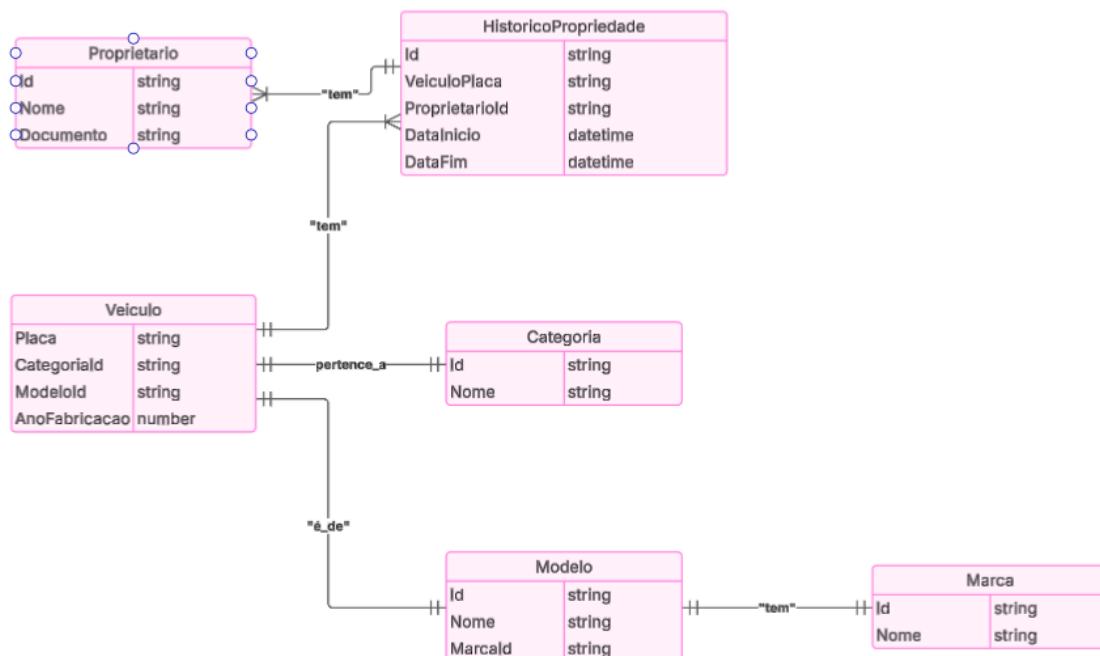 HistoricoPropriedade
Id string
VeiculoPlaca string
ProprietarioId string
DataInicio datetime
DataFim datetime
Proprietario
Id string
Nome string
Documento string
"tem"
"tem"
Veiculo
Placa string
CategoriaId string
ModeloId string
AnoFabricacao number
pertence_a
Categoria
Id string
Nome string
"é_de"
Modelo
Id string
Nome string
MarcaId string
"tem"
Marca
Id string
Nome string